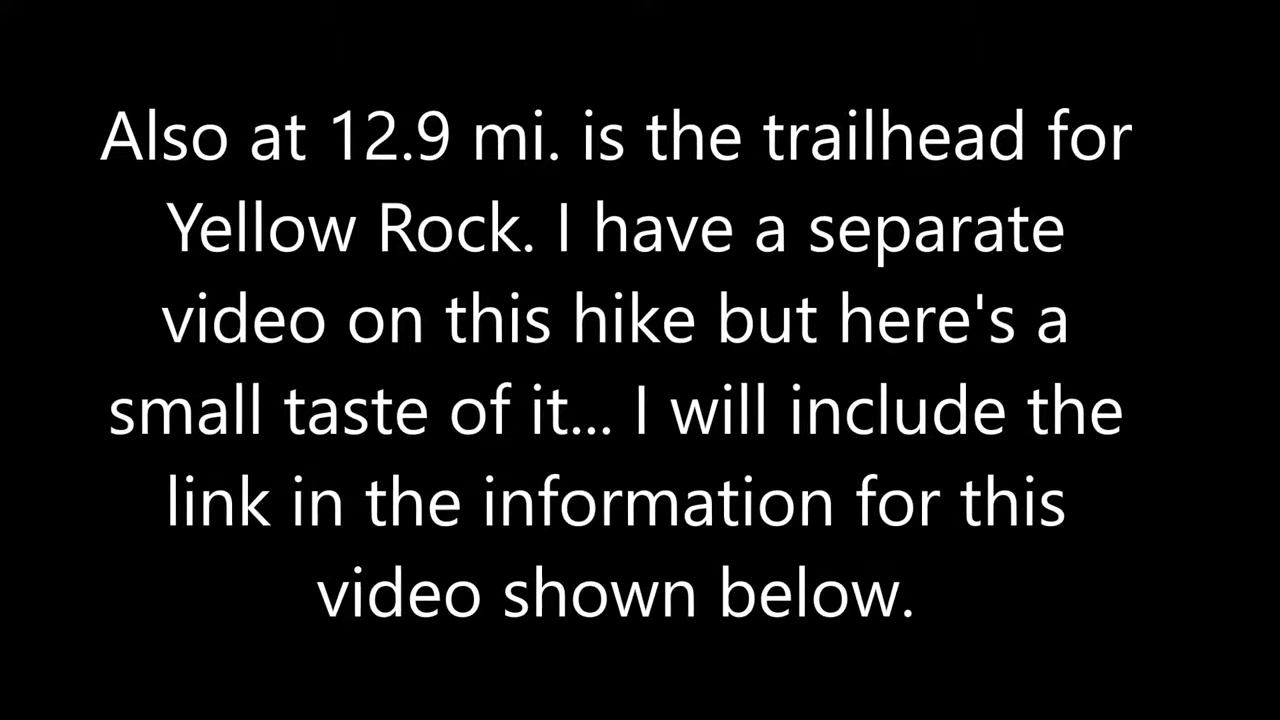 Also at 12.9 mi. is the trailhead for
Yellow Rock. I have a separate
video on this hike but here's a
small taste of it... I will include the
link in the information for this
video shown below.